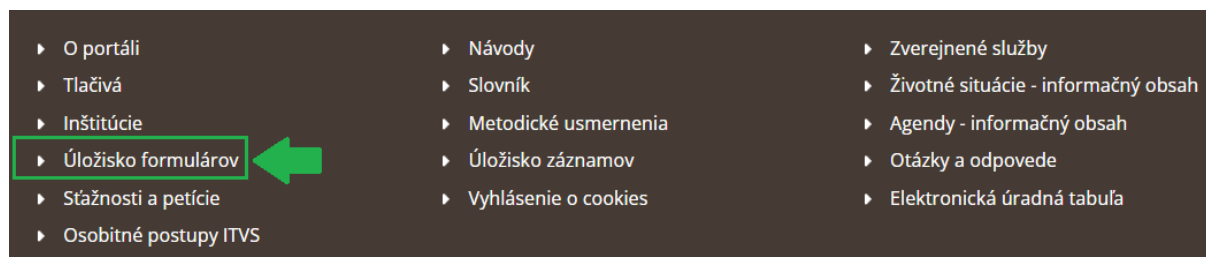 O portáli
Tlačivá
Inštitúcie
Úložisko formulárov
Sťažnosti a petície
Osobitné postupy ITVS
Návody
Slovník
Metodické usmernenia
Úložisko záznamov
Vyhlásenie o cookies
Zverejnené služby
Životné situácie - informačný obsah
Agendy - informačný obsah
Otázky a odpovede
Elektronická úradná tabuľa